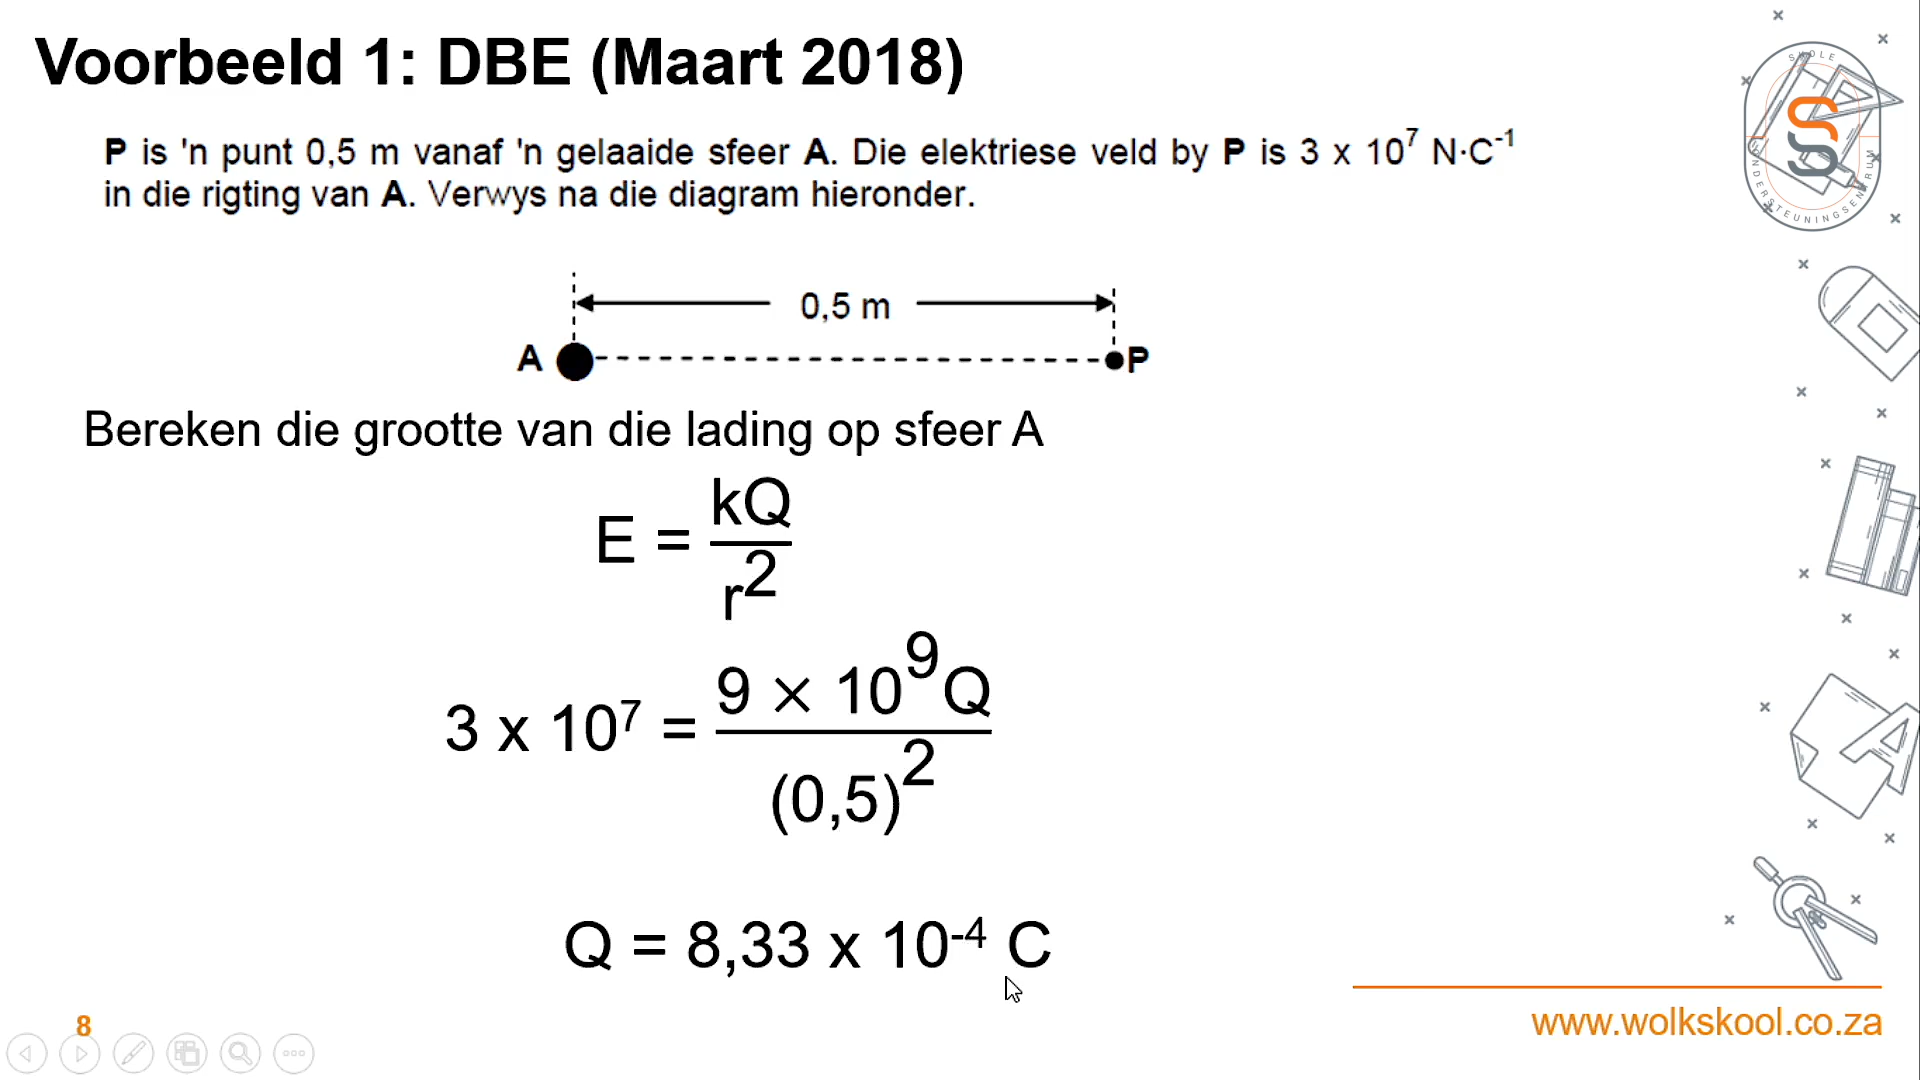 Voorbeeld 1: DBE (Maart 2018)
P is 'n punt 0,5 m vanaf 'n gelaaide sfeer A. Die elektriese veld by P is 3 x 10⁷ N·C⁻¹
in die rigting van A. Verwys na die diagram hieronder.
0,5 m
A P
Bereken die grootte van die lading op sfeer A
E = kQ / r²
3 x 10⁷ = 9 × 10⁹Q / (0,5)²
Q = 8,33 x 10⁻⁴ C
8
www.wolkskool.co.za
SKOLE
ONDERSTEUNINGSENTRUM